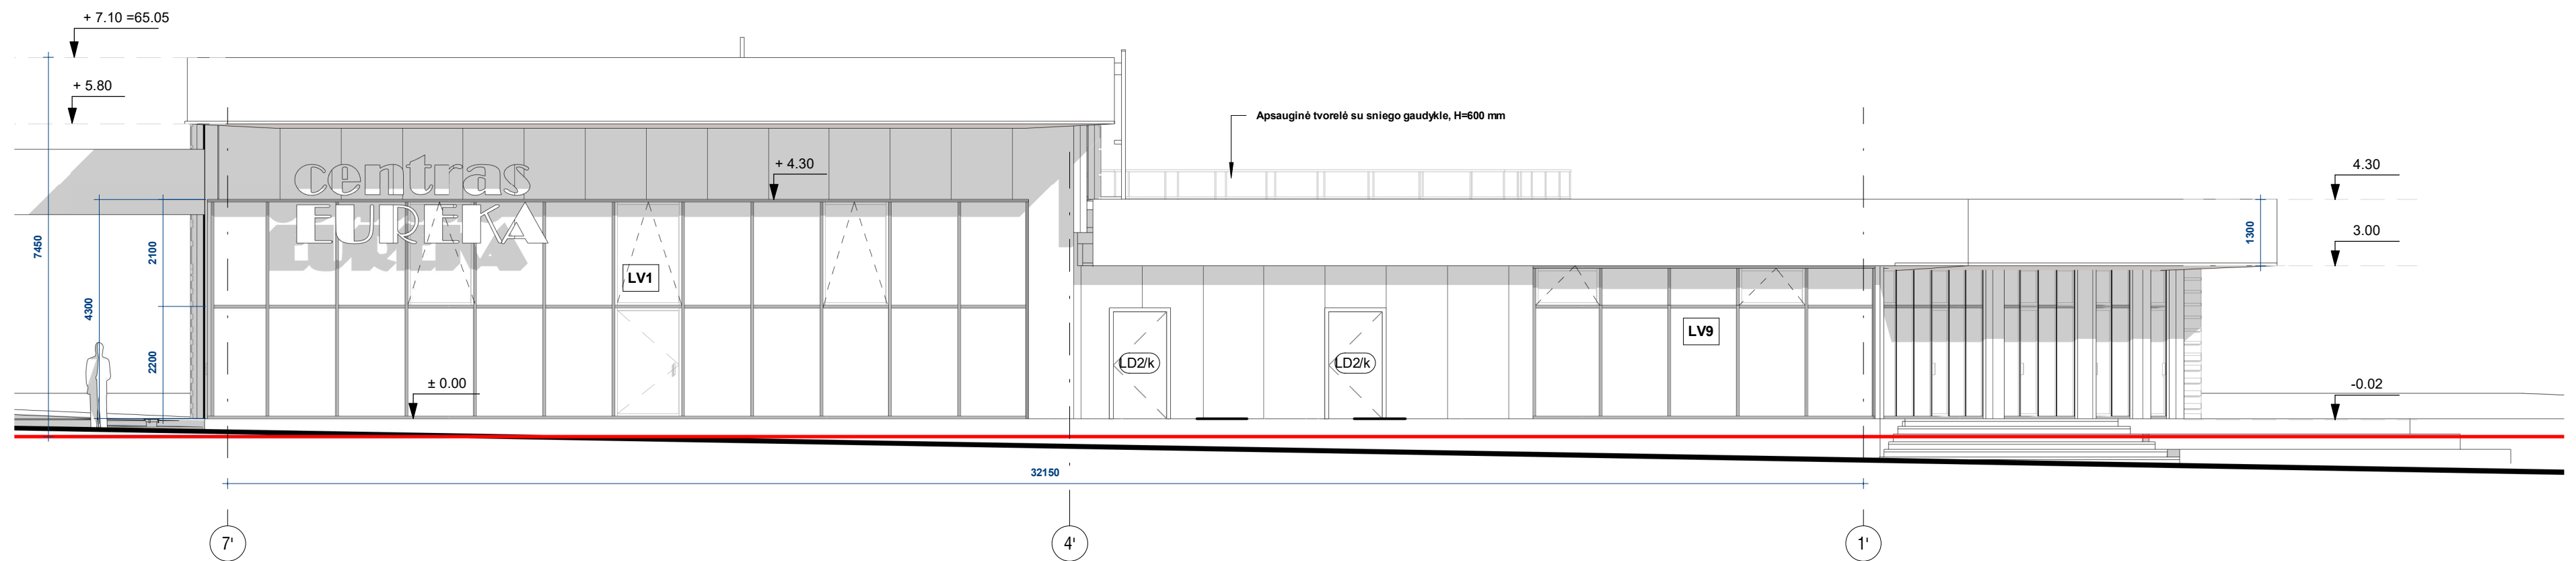 + 7.10 =65.05
+ 5.80
Apsauginė tvorelė su sniego gaudykle, H=600 mm
centras
EUREKA
+ 4.30
4.30
3.00
1300
7450
4300
2100
2200
LV1
LV9
LD2/k
LD2/k
± 0.00
-0.02
32150
7'
4'
1'